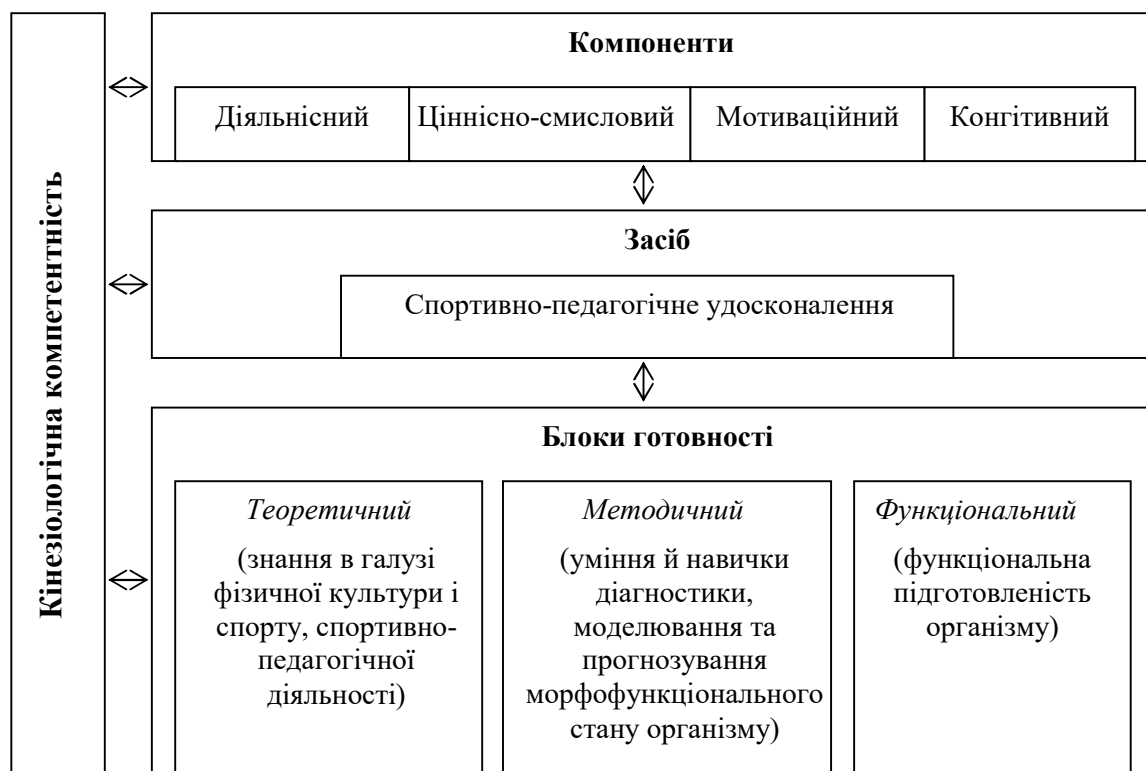 Кінезіологічна компетентність
Компоненти
Діяльнісний
Ціннісно-смисловий
Мотиваційний
Конгітивний
Засіб
Спортивно-педагогічне удосконалення
Блоки готовності
Теоретичний
(знання в галузі
фізичної культури і
спорту, спортивно-
педагогічної
діяльності)
Методичний
(уміння й навички
діагностики,
моделювання та
прогнозування
морфофункціонального
стану організму)
Функціональний
(функціональна
підготовленість
організму)